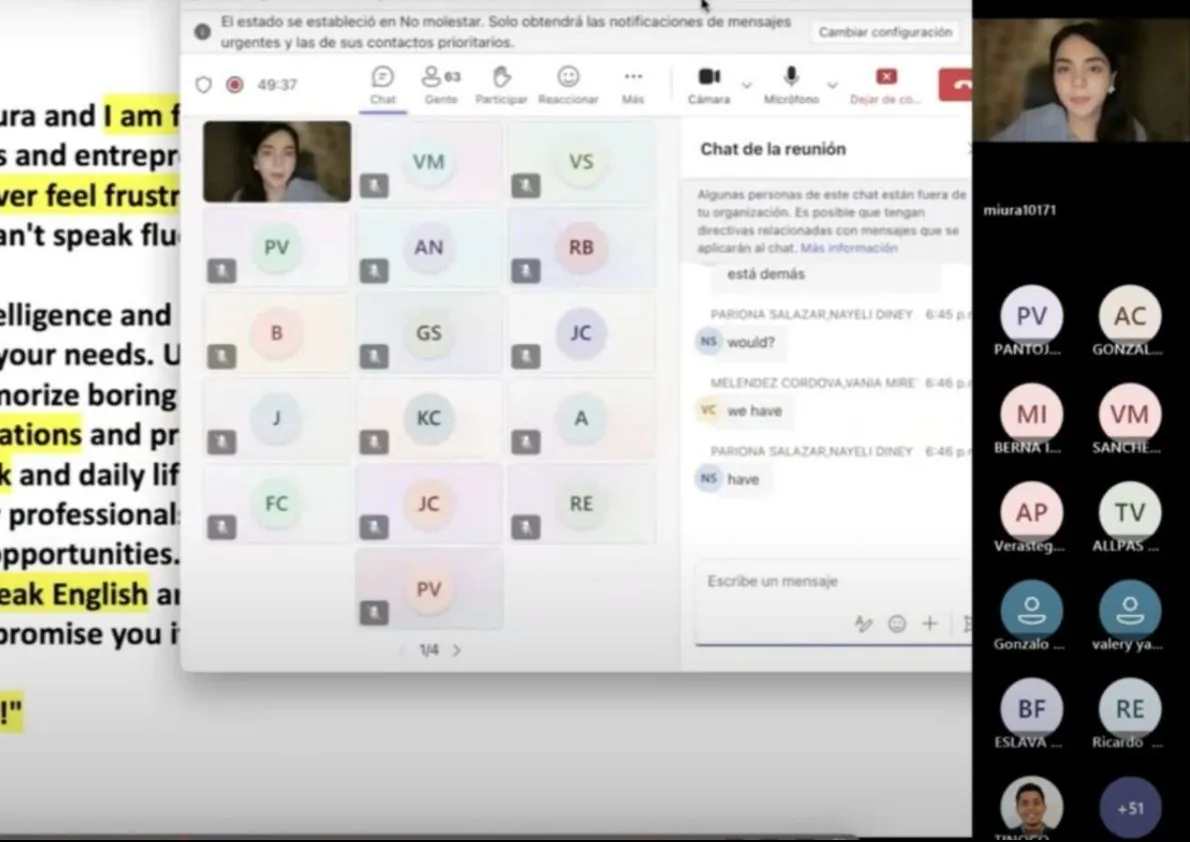 El estado se estableció en No molestar. Solo obtendrá las notificaciones de mensajes
urgentes y las de sus contactos prioritarios.
Cambiar configuración
49:37
63
Chat
Gente
Participar
Reaccionar
Más
Cámara
Micrófono
Dejar de co...
ura and I am f
s and entrepr
ver feel frustr
an't speak flu
elligence and
your needs. U
morize boring
ations and pr
k and daily lif
professional
pportunities.
eak English a
promise you i
!"
VM
VS
PV
AN
RB
B
GS
JC
J
KC
A
FC
JC
RE
PV
1/4
Chat de la reunión
Algunas personas de este chat están fuera de
tu organización. Es posible que tengan
directivas relacionadas con mensajes que se
aplicarán al chat. Más información
está demás
PARIONA SALAZAR,NAYELI DINEY 6:45 p.
NS would?
MELENDEZ CORDOVA,VANIA MIRE 6:46 p.
VC we have
PARIONA SALAZAR,NAYELI DINEY 6:46 p.
NS have
Escribe un mensaje
miura10171
PV
AC
PANTOJ...
GONZAL...
MI
VM
BERNA I...
SANCHE...
AP
TV
Verasteg...
ALLPAS ...
Gonzalo ...
valery ya...
BF
RE
ESLAVA ...
Ricardo ...
+51